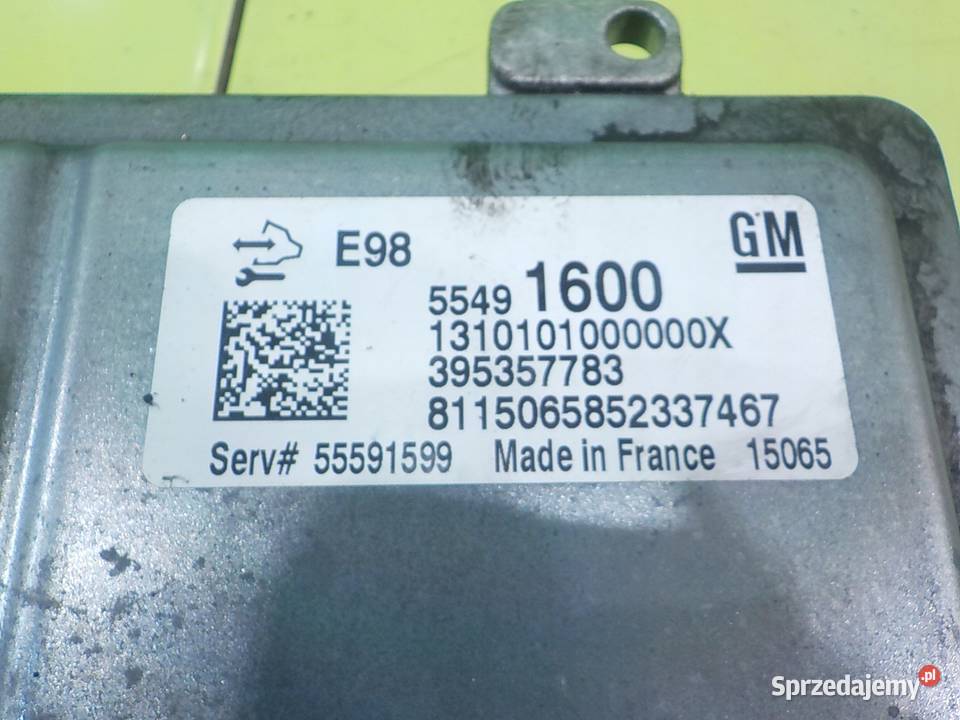 E98
GM
5549 1600
1310101000000X
395357783
8115065852337467
Serv# 55591599 Made in France 15065
Sprzedajemy.pl